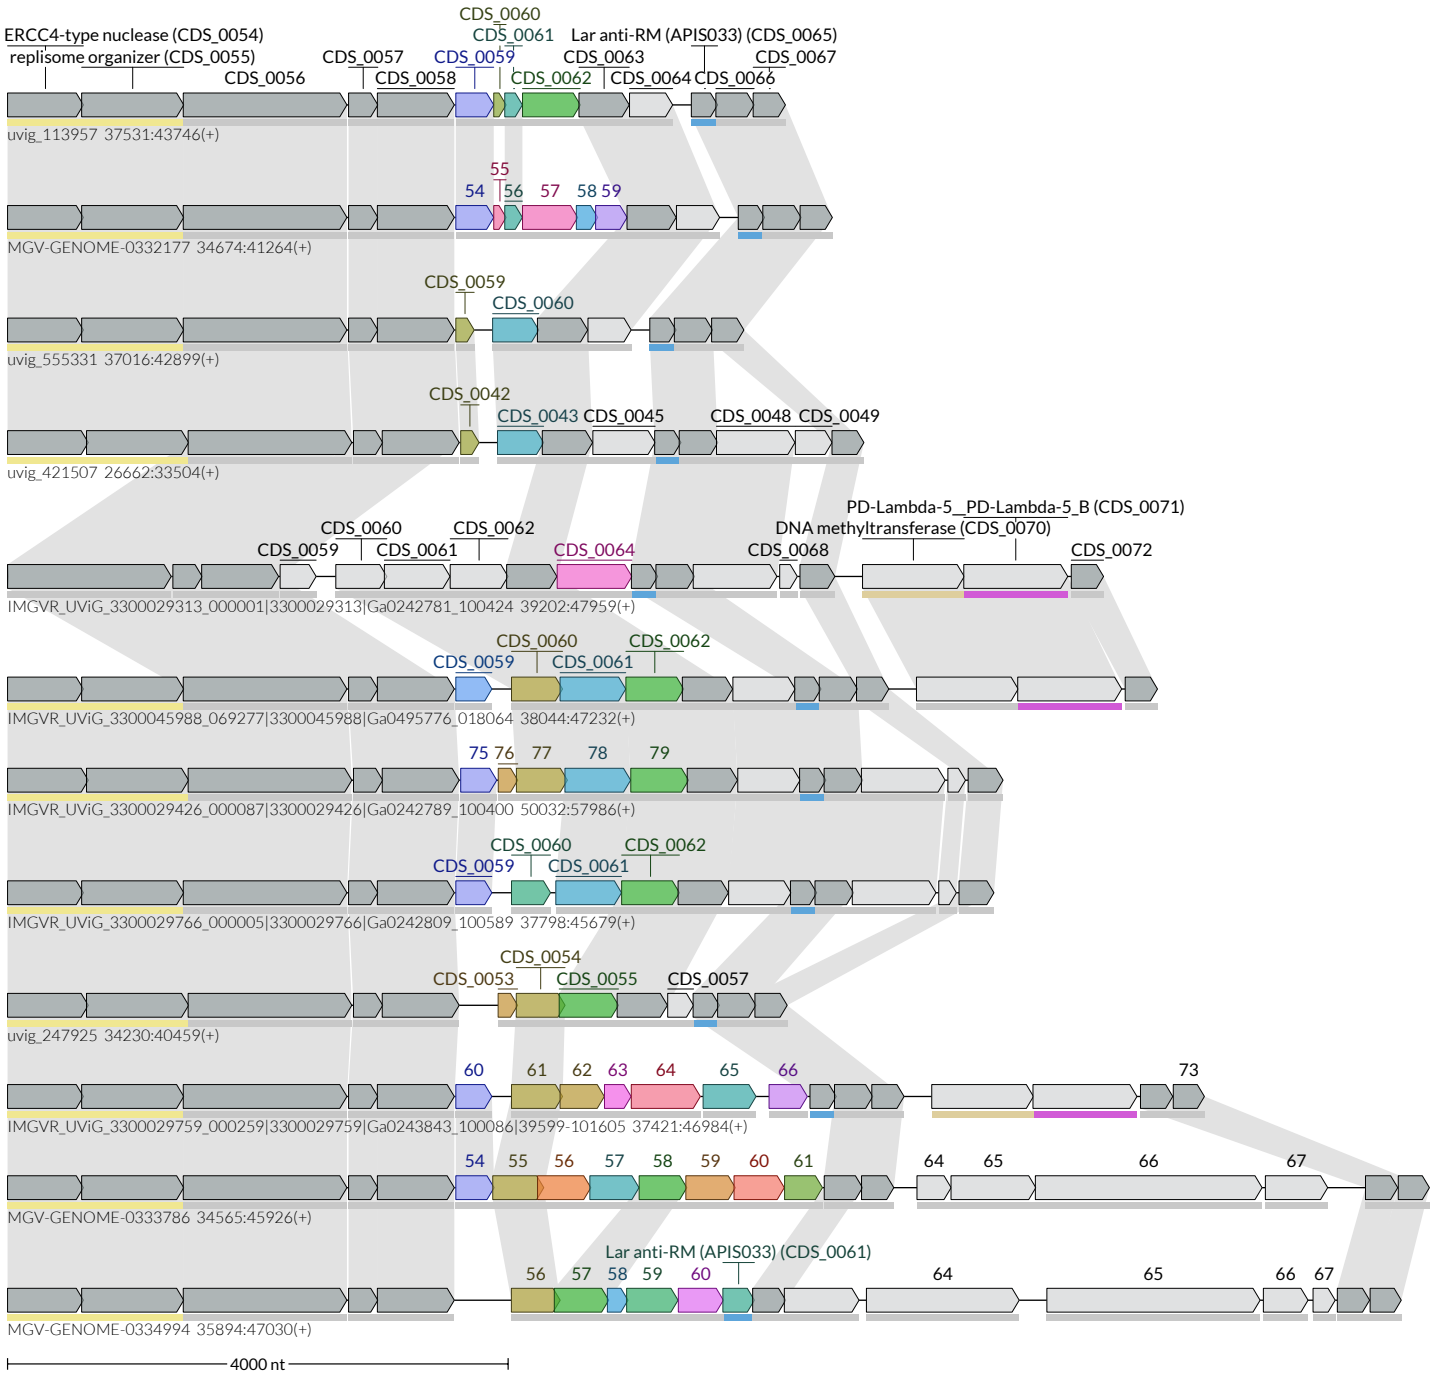 CDS_0060
ERCC4-type nuclease (CDS_0054) CDS_0061 Lar anti-RM (APIS033) (CDS_0065)
replisome organizer (CDS_0055) CDS_0057 CDS_0059 CDS_0063 CDS_0067
CDS_0056 CDS_0058 CDS_0062 CDS_0064 CDS_0066
uvig_113957 37531:43746(+)
55
54 56 57 58 59
MGV-GENOME-0332177 34674:41264(+)
CDS_0059
CDS_0060
uvig_555331 37016:42899(+)
CDS_0042
CDS_0043 CDS_0045 CDS_0048 CDS_0049
uvig_421507 26662:33504(+)
PD-Lambda-5__PD-Lambda-5_B (CDS_0071)
CDS_0060 CDS_0062 DNA methyltransferase (CDS_0070)
CDS_0059 CDS_0061 CDS_0064 CDS_0068 CDS_0072
IMGVR_UViG_3300029313_000001|3300029313|Ga0242781_100424 39202:47959(+)
CDS_0060 CDS_0062
CDS_0059 CDS_0061
IMGVR_UViG_3300045988_069277|3300045988|Ga0495776_018064 38044:47232(+)
75 76 77 78 79
IMGVR_UViG_3300029426_000087|3300029426|Ga0242789_100400 50032:57986(+)
CDS_0060 CDS_0062
CDS_0059 CDS_0061
IMGVR_UViG_3300029766_000005|3300029766|Ga0242809_100589 37798:45679(+)
CDS_0054
CDS_0053 CDS_0055 CDS_0057
uvig_247925 34230:40459(+)
60 61 62 63 64 65 66 73
IMGVR_UViG_3300029759_000259|3300029759|Ga0243843_100086|39599-101605 37421:46984(+)
54 55 56 57 58 59 60 61 64 65 66 67
MGV-GENOME-0333786 34565:45926(+)
Lar anti-RM (APIS033) (CDS_0061)
56 57 58 59 60 64 65 66 67
MGV-GENOME-0334994 35894:47030(+)
4000 nt